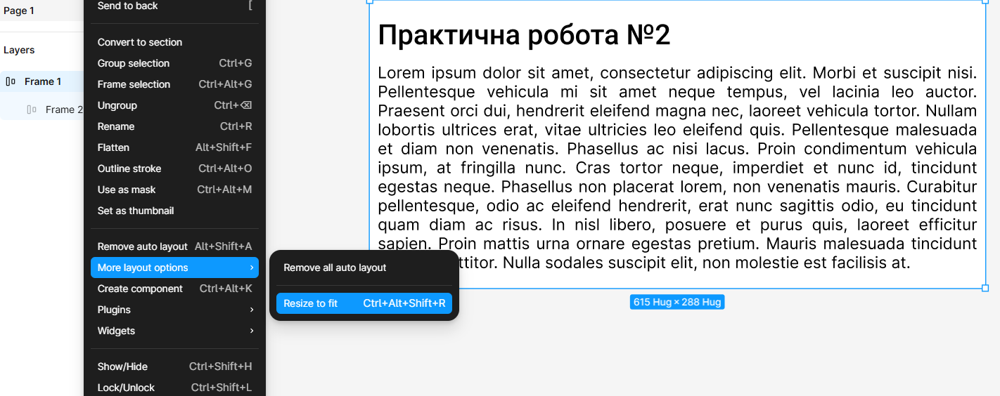 Page 1
Layers
Frame 1
Frame 2
Send to back [
Convert to section
Group selection Ctrl+G
Frame selection Ctrl+Alt+G
Ungroup Ctrl+⌫
Rename Ctrl+R
Flatten Alt+Shift+F
Outline stroke Ctrl+Alt+O
Use as mask Ctrl+Alt+M
Set as thumbnail
Remove auto layout Alt+Shift+A
More layout options ›
Create component Ctrl+Alt+K
Plugins ›
Widgets ›
Show/Hide Ctrl+Shift+H
Lock/Unlock Ctrl+Shift+L
Remove all auto layout
Resize to fit Ctrl+Alt+Shift+R
Практична робота №2
Lorem ipsum dolor sit amet, consectetur adipiscing elit. Morbi et suscipit nisi.
Pellentesque vehicula mi sit amet neque tempus, vel lacinia leo auctor.
Praesent orci dui, hendrerit eleifend magna nec, laoreet vehicula tortor. Nullam
lobortis ultrices erat, vitae ultricies leo eleifend quis. Pellentesque malesuada
et diam non venenatis. Phasellus ac nisi lacus. Proin condimentum vehicula
ipsum, at fringilla nunc. Cras tortor neque, imperdiet et nunc id, tincidunt
egestas neque. Phasellus non placerat lorem, non venenatis mauris. Curabitur
pellentesque, odio ac eleifend hendrerit, erat nunc sagittis odio, eu tincidunt
quam diam ac risus. In nisl libero, posuere et purus quis, laoreet efficitur
sapien. Proin mattis urna ornare egestas pretium. Mauris malesuada tincidunt
ttitor. Nulla sodales suscipit elit, non molestie est facilisis at.
615 Hug × 288 Hug